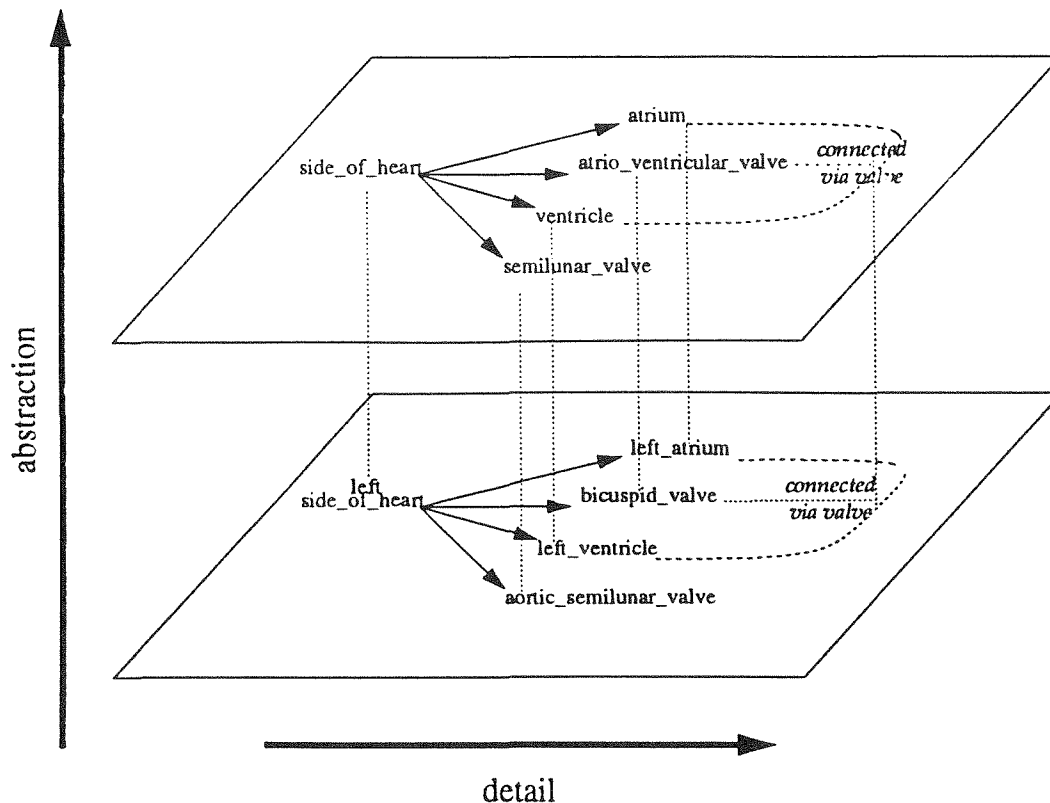 atrium
side_of_heart
atrio_ventricular_valve
connected
via valve
ventricle
semilunar_valve
abstraction
left_atrium
left
side_of_heart
bicuspid_valve
connected
via valve
left_ventricle
aortic_semilunar_valve
detail